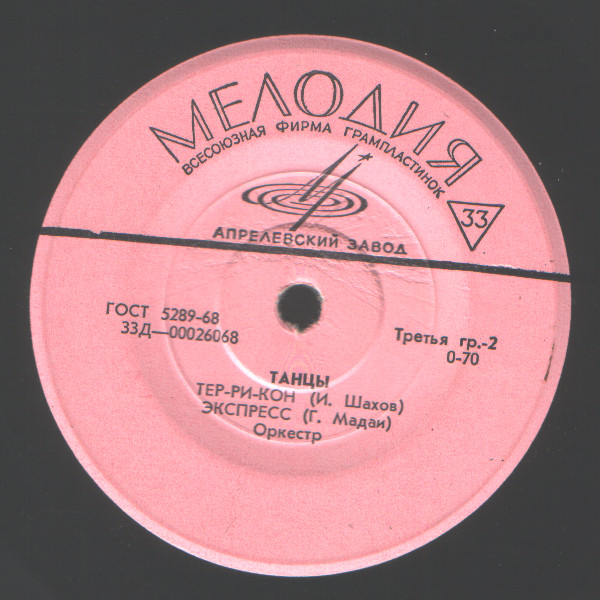 МЕЛОДИЯ
ВСЕСОЮЗНАЯ ФИРМА ГРАМПЛАСТИНОК
33
АПРЕЛЕВСКИЙ ЗАВОД
ГОСТ 5289-68
33Д—00026068
Третья гр.-2
0-70
ТАНЦЫ
ТЕР-РИ-КОН (И. Шахов)
ЭКСПРЕСС (Г. Мадаи)
Оркестр